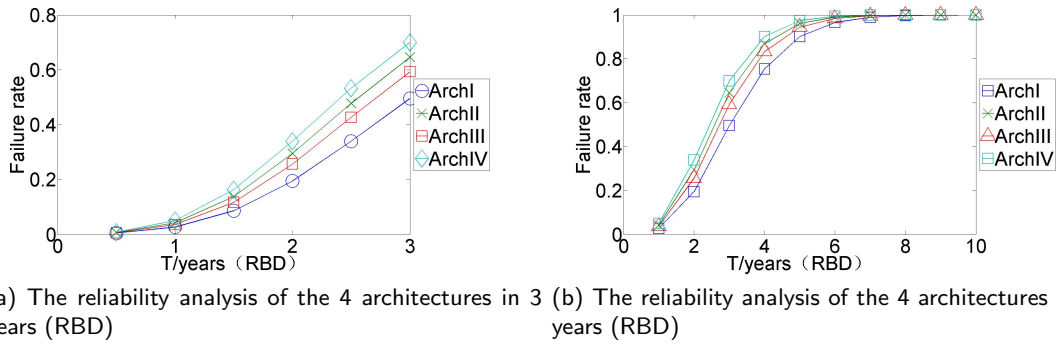 0.8
0.6
0.4
0.2
0
0
1
2
3
Failure rate
T/years（RBD）
ArchI
ArchII
ArchIII
ArchIV
1
0.8
0.6
0.4
0.2
0
0
2
4
6
8
10
Failure rate
T/years（RBD）
ArchI
ArchII
ArchIII
ArchIV
a) The reliability analysis of the 4 architectures in 3
ears (RBD)
(b) The reliability analysis of the 4 architectures
years (RBD)